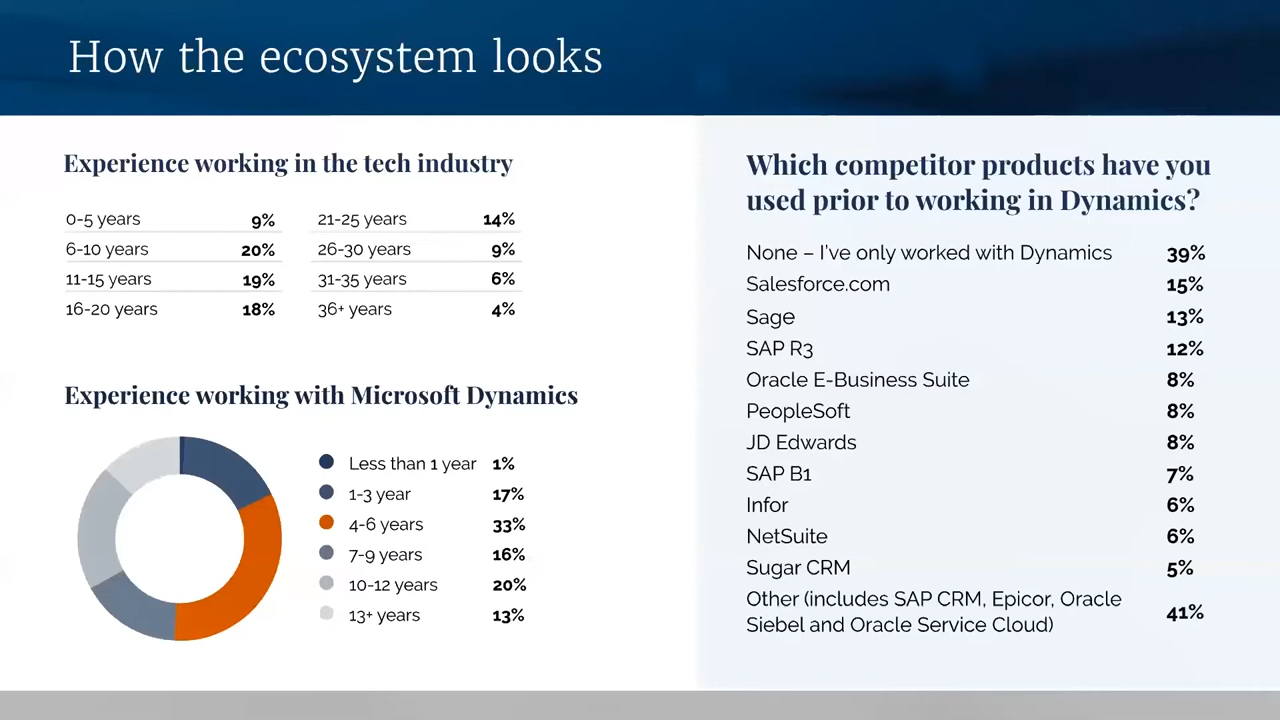 How the ecosystem looks
Experience working in the tech industry
0-5 years 9%
6-10 years 20%
11-15 years 19%
16-20 years 18%
21-25 years 14%
26-30 years 9%
31-35 years 6%
36+ years 4%
Experience working with Microsoft Dynamics
Less than 1 year 1%
1-3 year 17%
4-6 years 33%
7-9 years 16%
10-12 years 20%
13+ years 13%
Which competitor products have you
used prior to working in Dynamics?
None – I've only worked with Dynamics 39%
Salesforce.com 15%
Sage 13%
SAP R3 12%
Oracle E-Business Suite 8%
PeopleSoft 8%
JD Edwards 8%
SAP B1 7%
Infor 6%
NetSuite 6%
Sugar CRM 5%
Other (includes SAP CRM, Epicor, Oracle
Siebel and Oracle Service Cloud) 41%